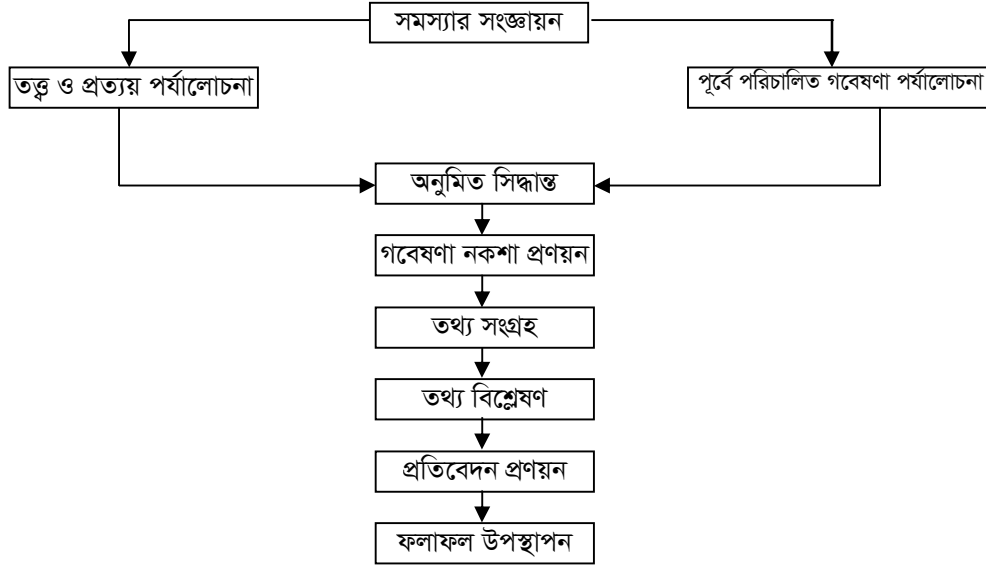 সমস্যার সংজ্ঞায়ন
তত্ত্ব ও প্রত্যয় পর্যালোচনা
পূর্বে পরিচালিত গবেষণা পর্যালোচনা
অনুমিত সিদ্ধান্ত
গবেষণা নকশা প্রণয়ন
তথ্য সংগ্রহ
তথ্য বিশ্লেষণ
প্রতিবেদন প্রণয়ন
ফলাফল উপস্থাপন